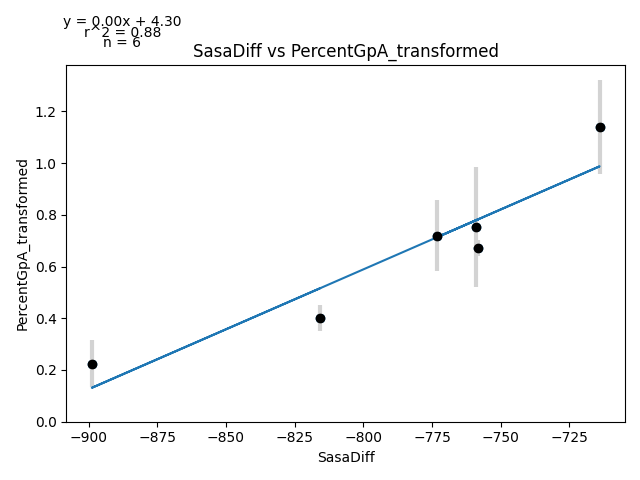 y = 0.00x + 4.30
r^2 = 0.88
n = 6
SasaDiff vs PercentGpA_transformed
PercentGpA_transformed
1.2
1.0
0.8
0.6
0.4
0.2
0.0
−900
−875
−850
−825
−800
−775
−750
−725
SasaDiff